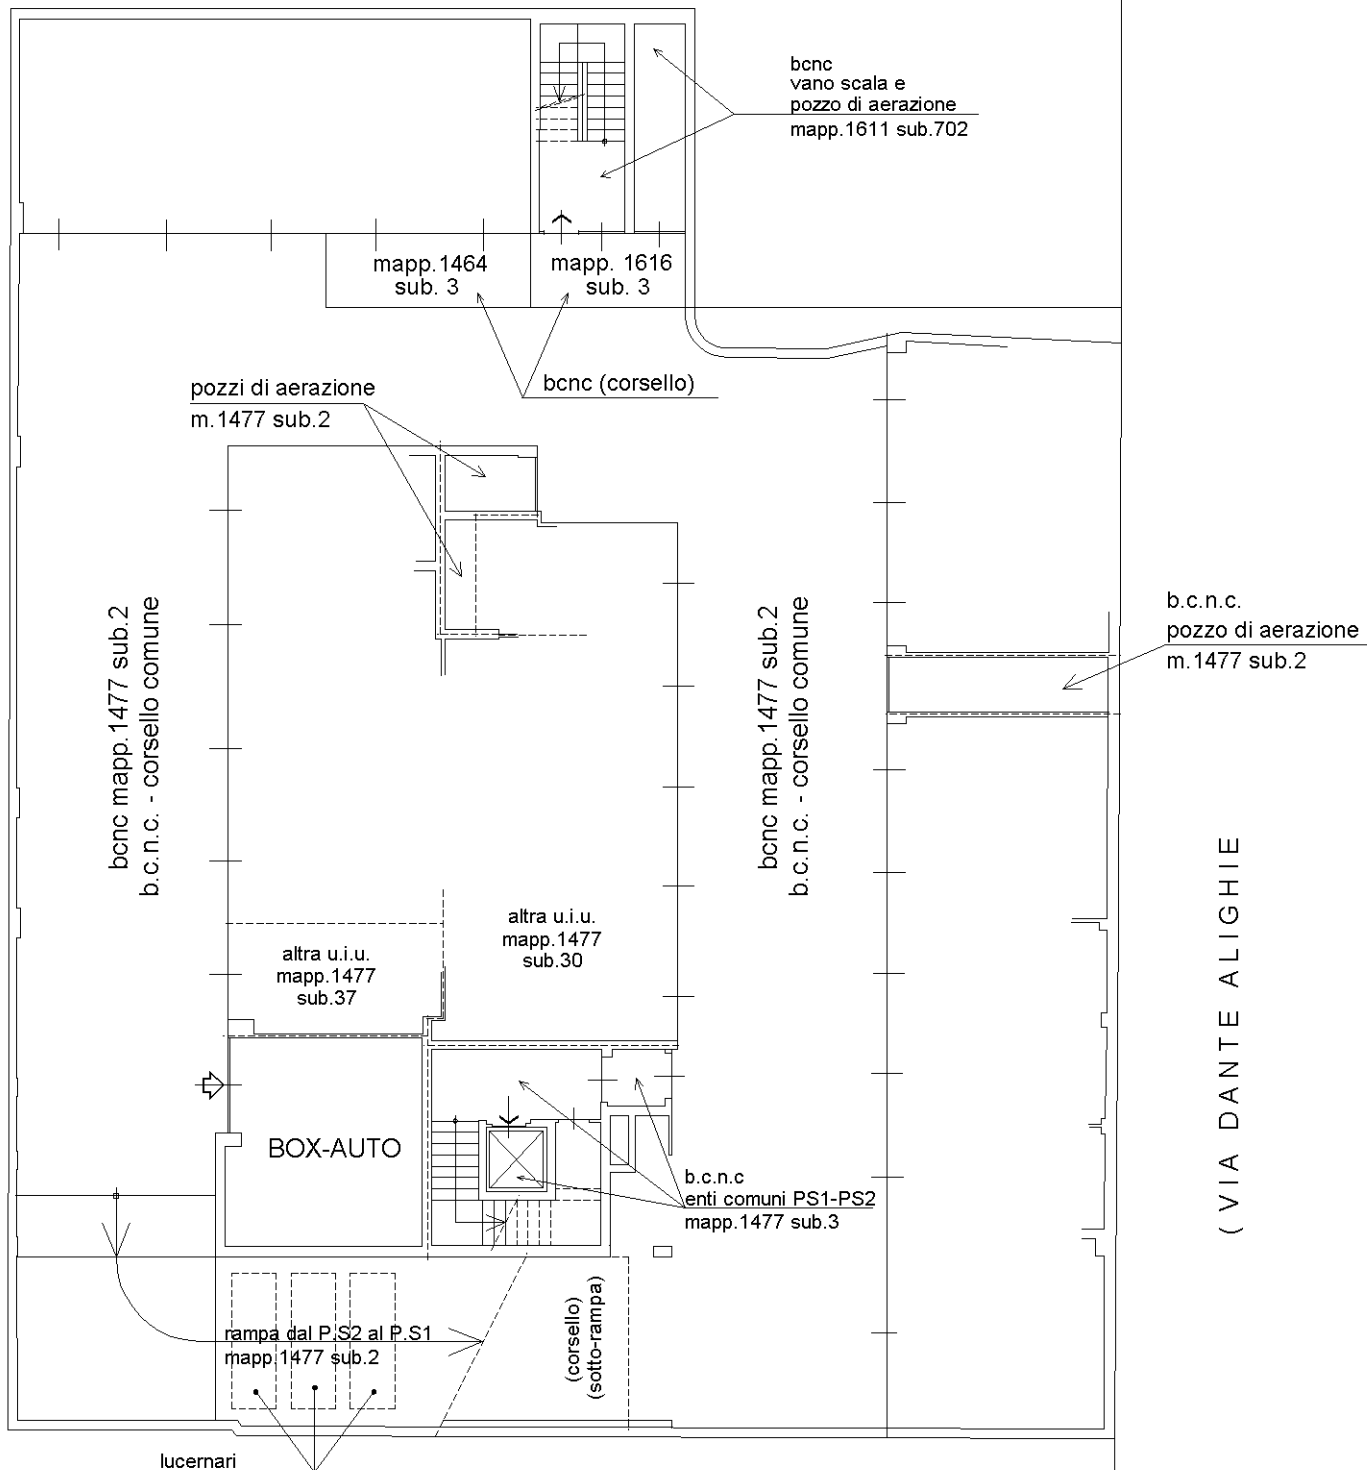 bcnc
vano scala e
pozzo di aerazione
mapp.1611 sub.702
mapp.1464
sub. 3
mapp. 1616
sub. 3
bcnc (corsello)
pozzi di aerazione
m.1477 sub.2
bcnc mapp.1477 sub.2
b.c.n.c. - corsello comune
bcnc mapp.1477 sub.2
b.c.n.c. - corsello comune
b.c.n.c.
pozzo di aerazione
m.1477 sub.2
altra u.i.u.
mapp.1477
sub.30
altra u.i.u.
mapp.1477
sub.37
BOX-AUTO
b.c.n.c
enti comuni PS1-PS2
mapp.1477 sub.3
(VIA DANTE ALIGHIE
rampa dal P.S2 al P.S1
mapp.1477 sub.2
(corsello)
(sotto-rampa)
lucernari